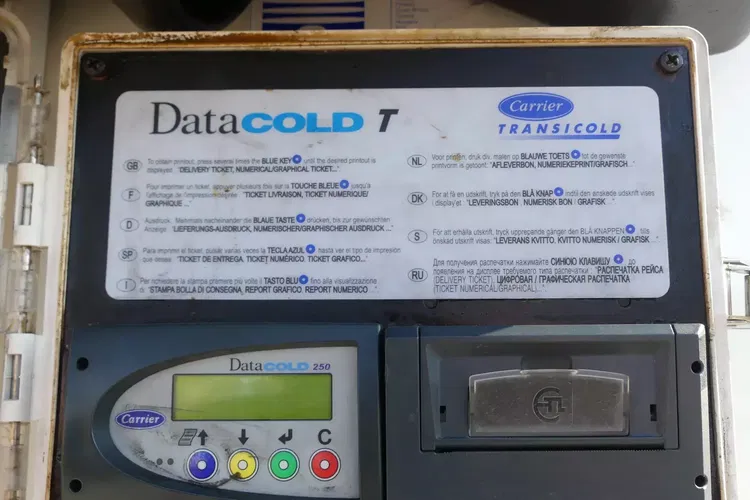 DataCOLD T
Carrier
TRANSICOLD
GB To obtain printout, press several times the BLUE KEY until the desired printout is
displayed: "DELIVERY TICKET, NUMERICAL/GRAPHICAL TICKET..."
F Pour imprimer un ticket, appuyer plusieurs fois sur la TOUCHE BLEUE jusqu'à
l'affichage de l'impression désirée "TICKET LIVRAISON, TICKET NUMERIQUE/
GRAPHIQUE ..."
D Ausdruck: Mehrmals nacheinander die BLAUE TASTE drücken, bis zur gewünschten
Anzeige "LIEFERUNGS-AUSDRUCK, NUMERISCHER/GRAPHISCHER AUSDRUCK"
SP Para imprimir el ticket, pulsar varias veces la TECLA AZUL hasta ver el tipo de impresión
que desea: "TICKET DE ENTREGA, TICKET NUMÉRICO, TICKET GRAFICO..."
I Per richiedere la stampa premere più volte il TASTO BLU fino alla visualizzazione
di "STAMPA BOLLA DI CONSEGNA, REPORT GRAFICO, REPORT NUMERICO ..."
NL Voor printen, druk div. malen op BLAUWE TOETS tot de gewenste
printvorm is getoont: "AFLEVERBON, NUMERIEKEPRINT/GRAFISCH..."
DK For at få en udskrift, tryk på den BLÅ KNAP indtil den ønskede udskrift vises
i displayet: "LEVERINGSBON, NUMERISK BON / GRAFISK ..."
S För att erhålla utskrift, tryck upprepande gånger den BLÅ KNAPPEN tills
önskad utskrift visas: "LEVERANS KVITTO, KVITTO NUMERISK / GRAFISK ..."
RU Для получения распечатки нажимайте СИНЮЮ КЛАВИШУ до
появления на дисплее требуемого типа распечатки: "РАСПЕЧАТКА РЕЙСА
(DELIVERY TICKET), ЦИФРОВАЯ / ГРАФИЧЕСКАЯ РАСПЕЧАТКА
(TICKET NUMERICAL/GRAPHICAL)..."
DataCOLD 250
Carrier
C